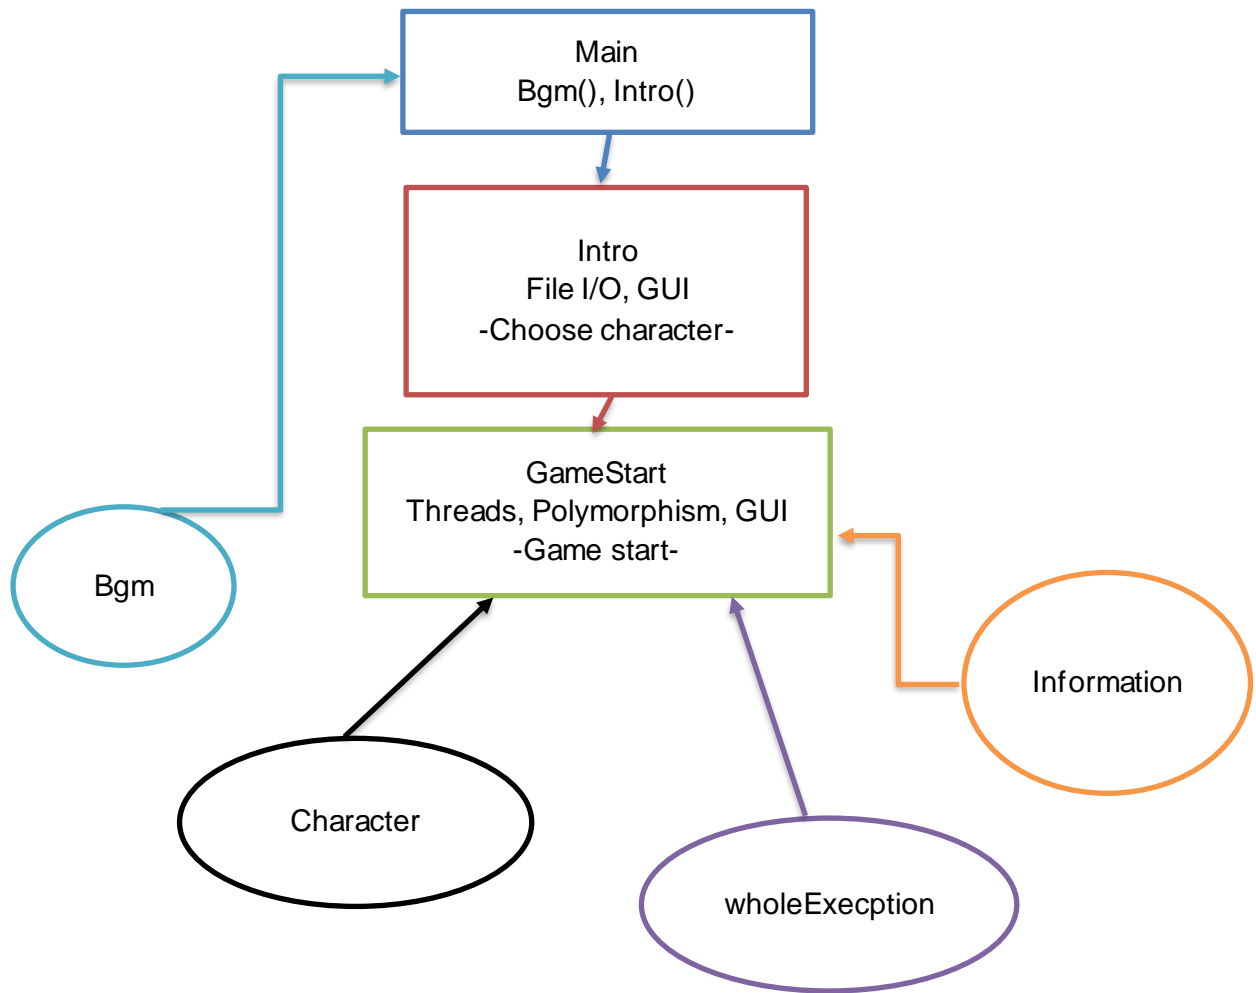 Main
Bgm(), Intro()
Intro
File I/O, GUI
-Choose character-
GameStart
Threads, Polymorphism, GUI
-Game start-
Bgm
Information
Character
wholeExecption